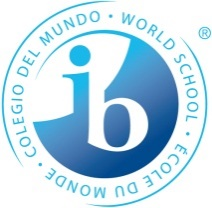 COLEGIO DEL MUNDO · WORLD SCHOOL · ÉCOLE DU MONDE ·
®
ib